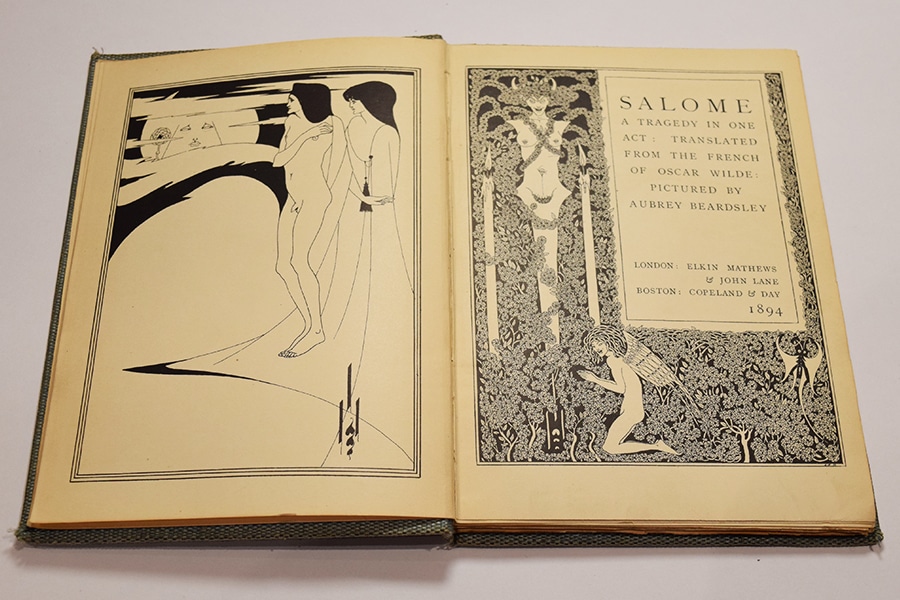 SALOME
A TRAGEDY IN ONE
ACT: TRANSLATED
FROM THE FRENCH
OF OSCAR WILDE:
PICTURED BY
AUBREY BEARDSLEY
LONDON: ELKIN MATHEWS
& JOHN LANE
BOSTON: COPELAND & DAY
1894